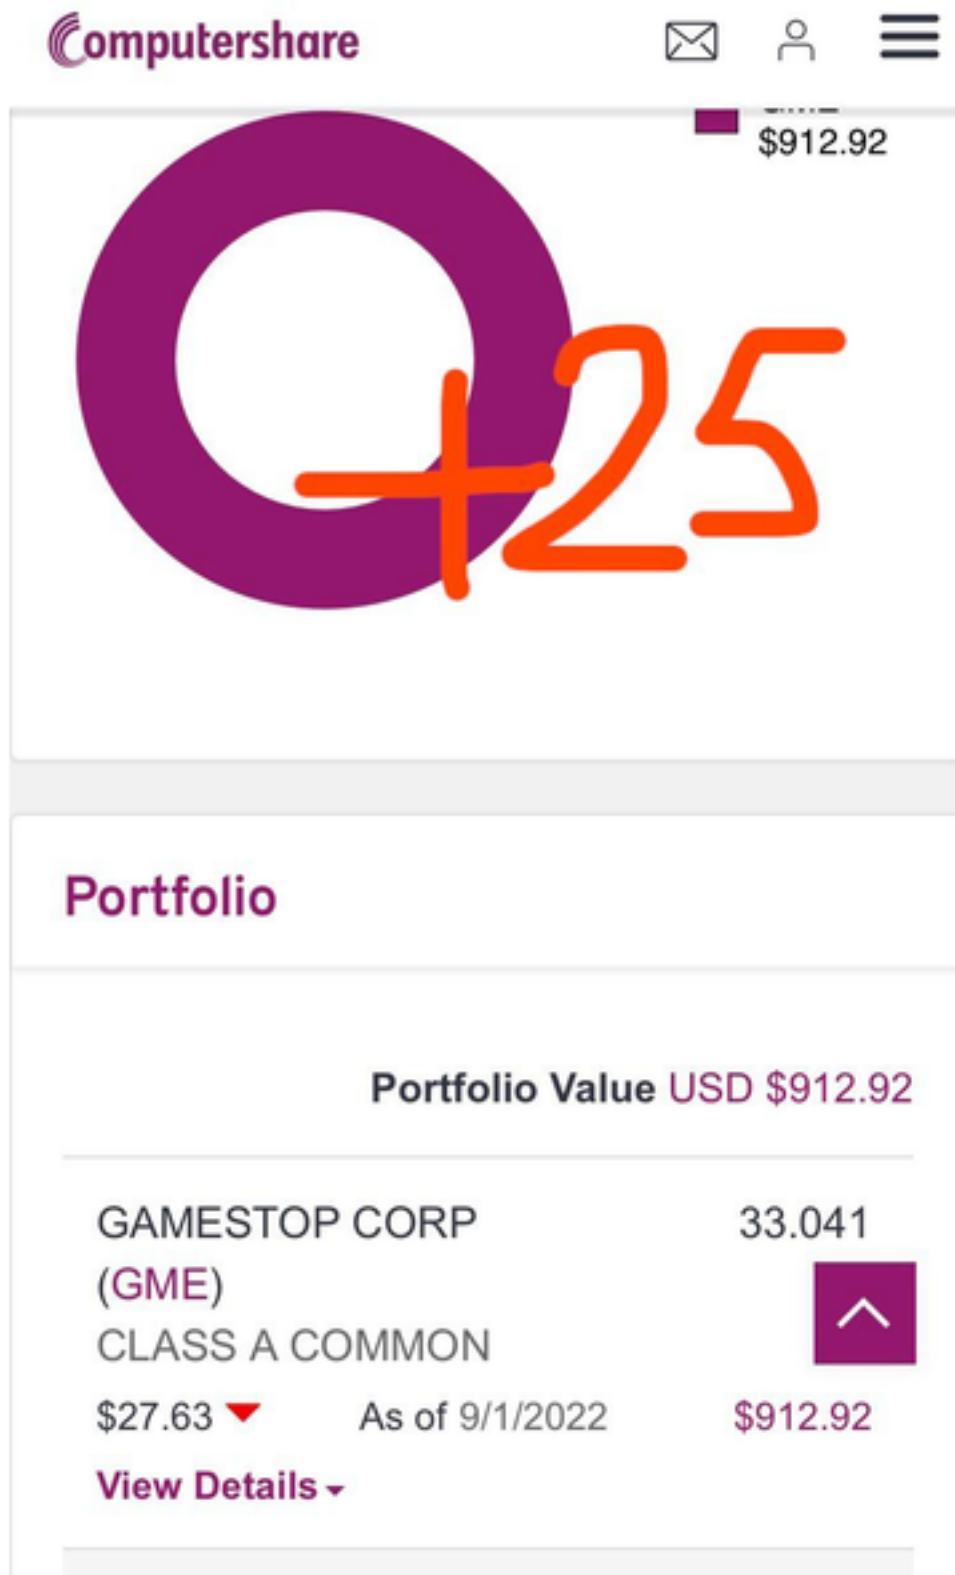 Computershare
$912.92
+25
Portfolio
Portfolio Value USD $912.92
GAMESTOP CORP 33.041
(GME)
CLASS A COMMON
$27.63 As of 9/1/2022 $912.92
View Details